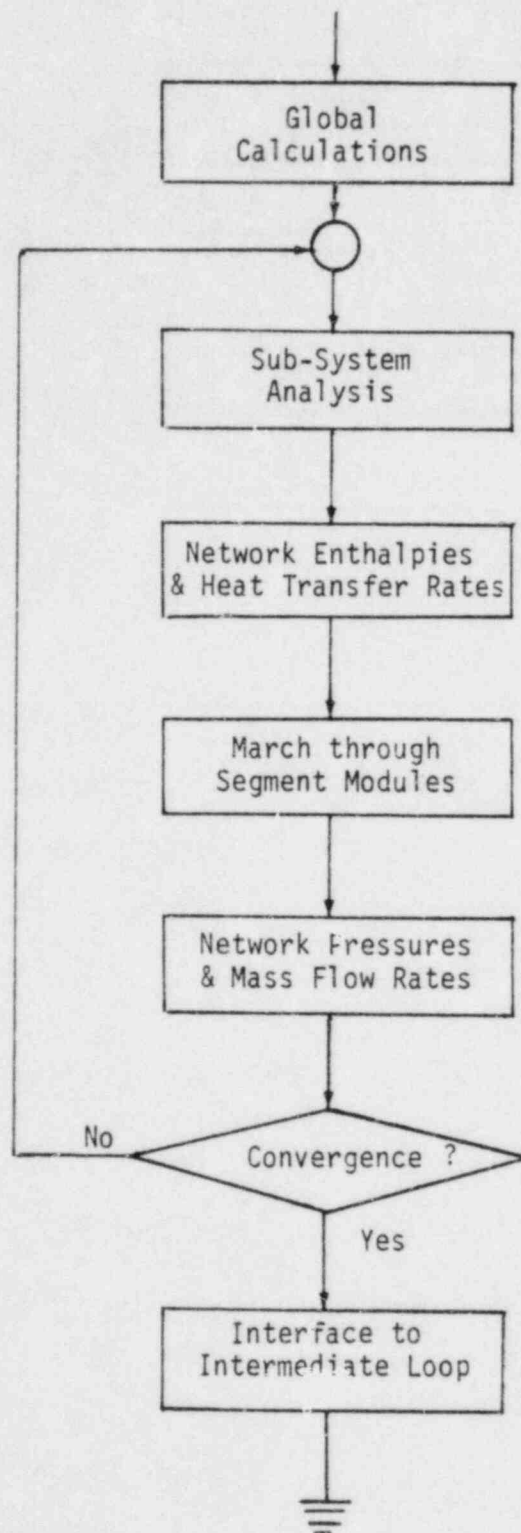 Global
Calculations
Sub-System
Analysis
Network Enthalpies
& Heat Transfer Rates
March through
Segment Modules
Network Pressures
& Mass Flow Rates
Convergence ?
No
Yes
Interface to
Intermediate Loop